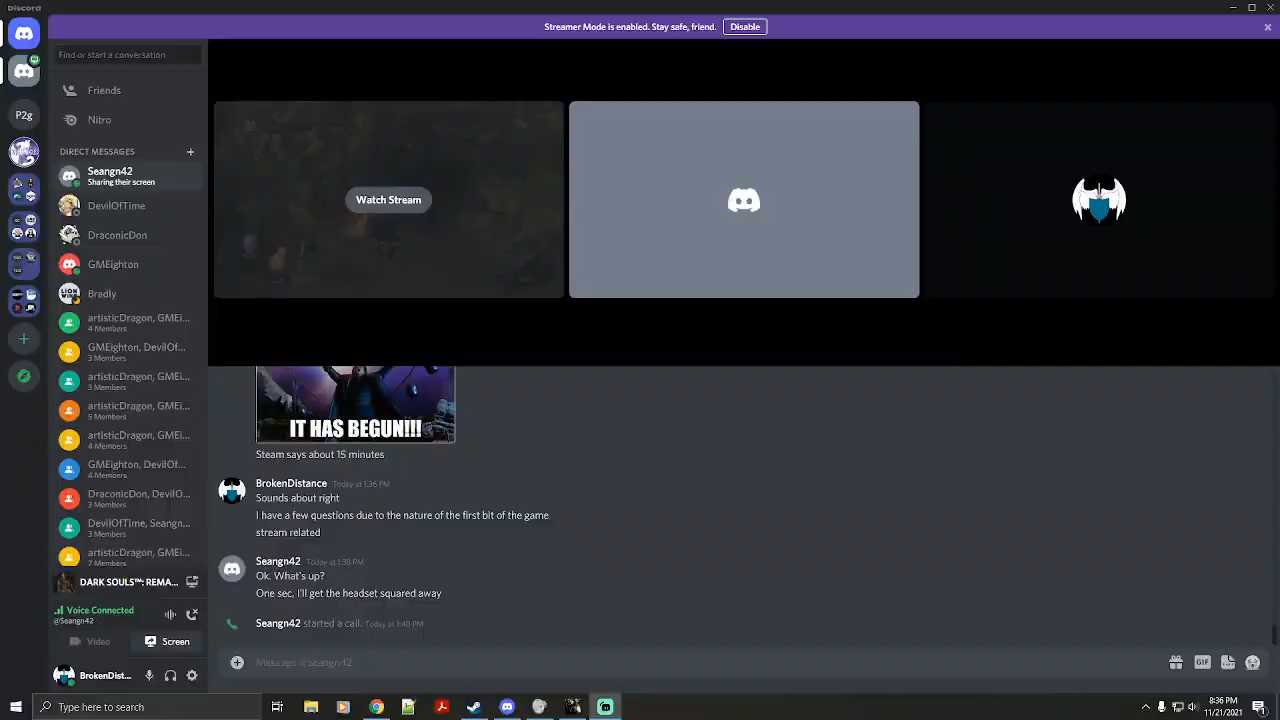 Discord
Streamer Mode is enabled. Stay safe, friend. Disable
Find or start a conversation
Friends
P2g
Nitro
DIRECT MESSAGES
Seangn42
Sharing their screen
Watch Stream
DevilOfTime
DraconicDon
GMEighton
LION
Bradly
artisticDragon, GMEi...
4 Members
GMEighton, DevilOf...
3 Members
artisticDragon, GMEi...
3 Members
artisticDragon, GMEi...
5 Members
artisticDragon, GMEi...
4 Members
GMEighton, DevilOf...
4 Members
DraconicDon, DevilO...
3 Members
DevilOfTime, Seangn...
3 Members
artisticDragon, GMEi...
7 Members
DARK SOULS™: REMA...
Voice Connected
@Seangn42
Video
Screen
BrokenDist...
IT HAS BEGUN!!!
Steam says about 15 minutes
BrokenDistance Today at 1:36 PM
Sounds about right
I have a few questions due to the nature of the first bit of the game.
stream related
Seangn42 Today at 1:38 PM
Ok. What's up?
One sec, I'll get the headset squared away
Seangn42 started a call. Today at 1:40 PM
Message @Seangn42
GIF
Type here to search
8:36 PM
11/21/2021